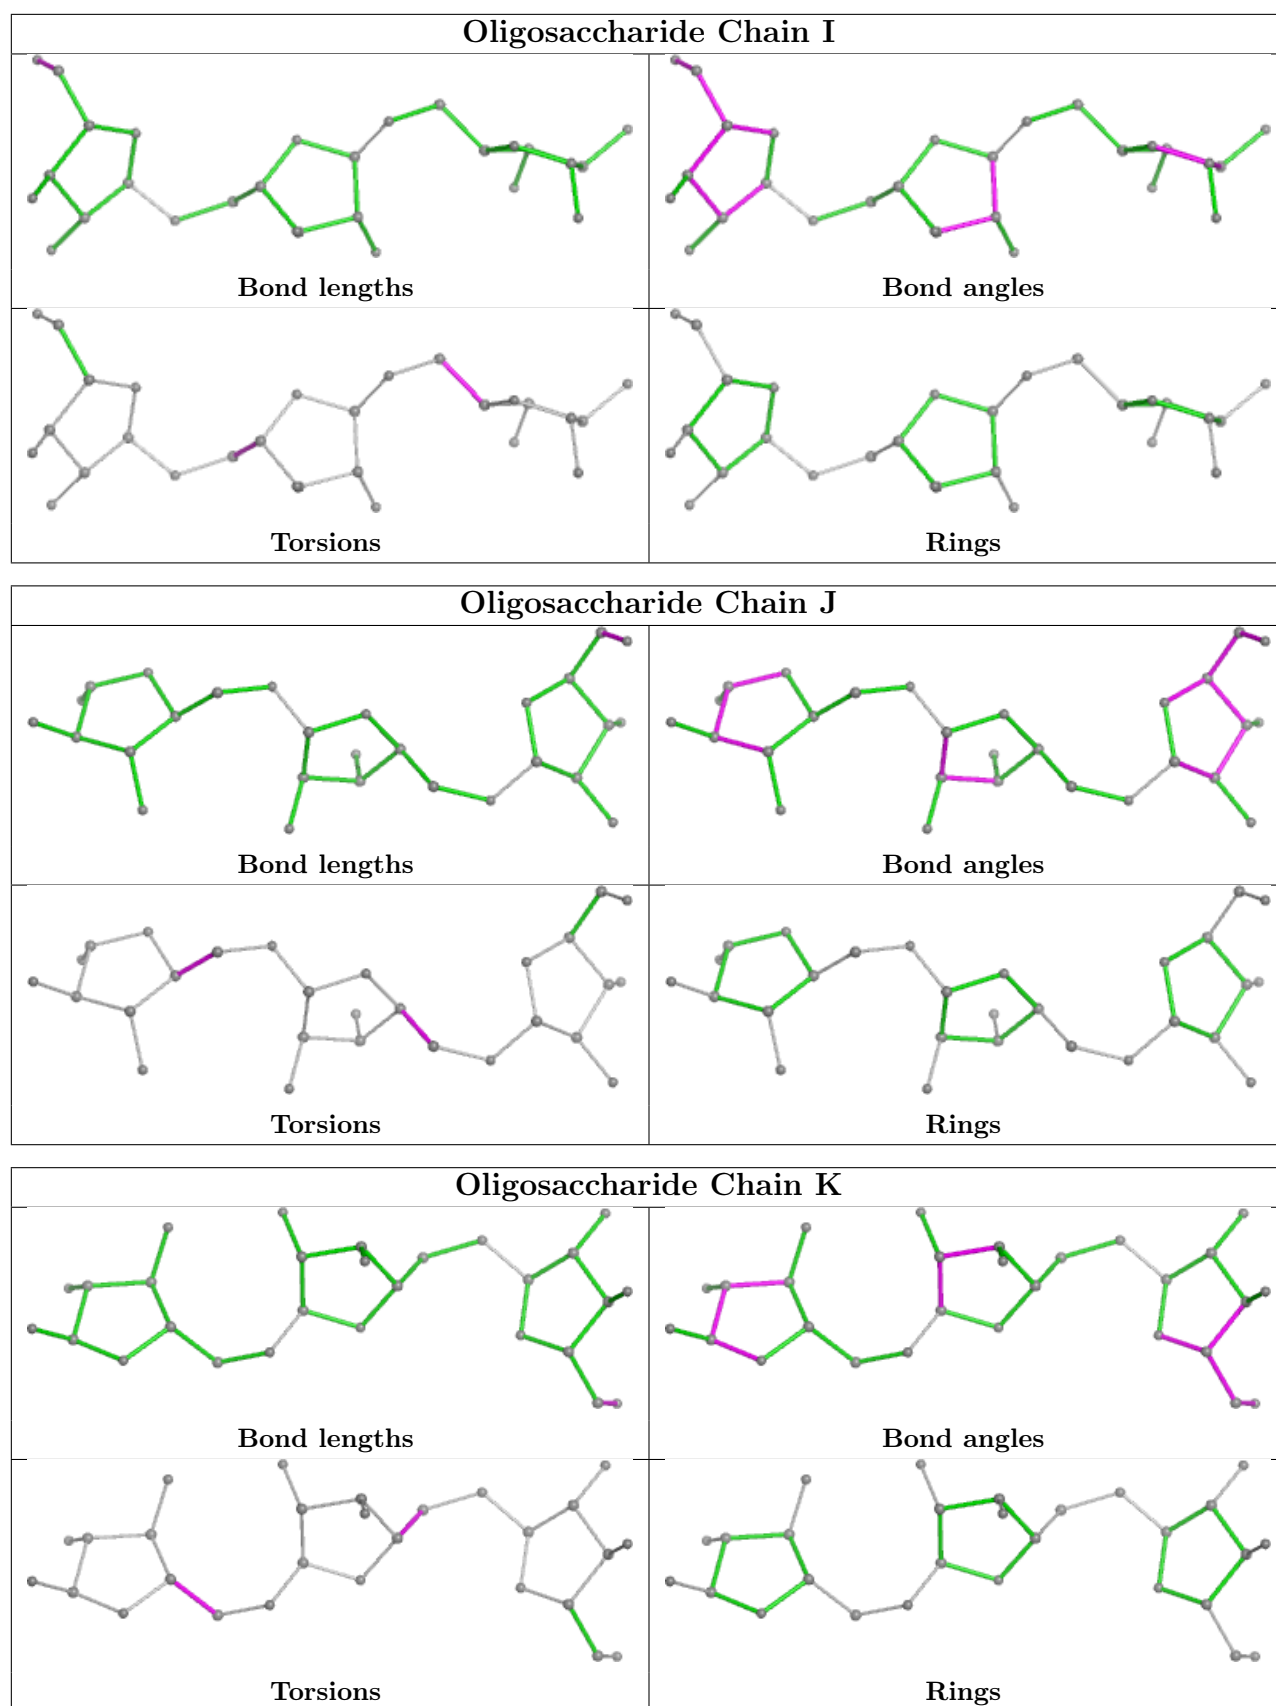 Oligosaccharide Chain I
Bond lengths
Bond angles
Torsions
Rings
Oligosaccharide Chain J
Bond lengths
Bond angles
Torsions
Rings
Oligosaccharide Chain K
Bond lengths
Bond angles
Torsions
Rings